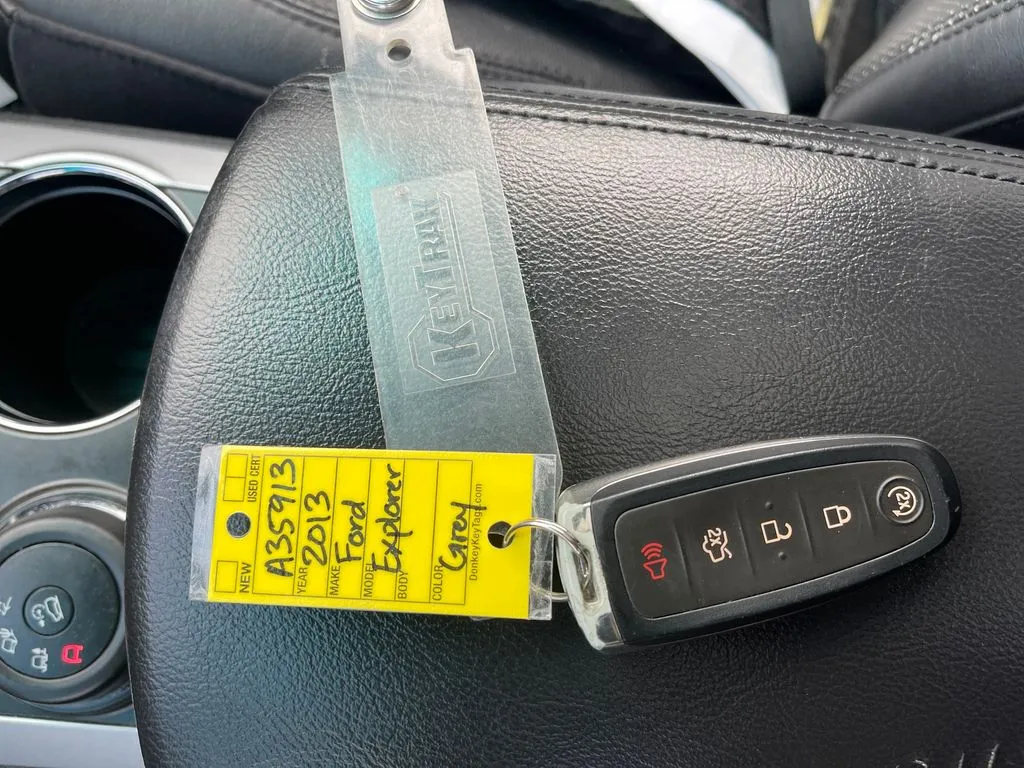 KEYTRAK
NEW
USED CERT
A35913
YEAR 2013
MAKE Ford
MODEL Explorer
BODY
COLOR Grey
DonkeyKeyTags.com
2X
2X